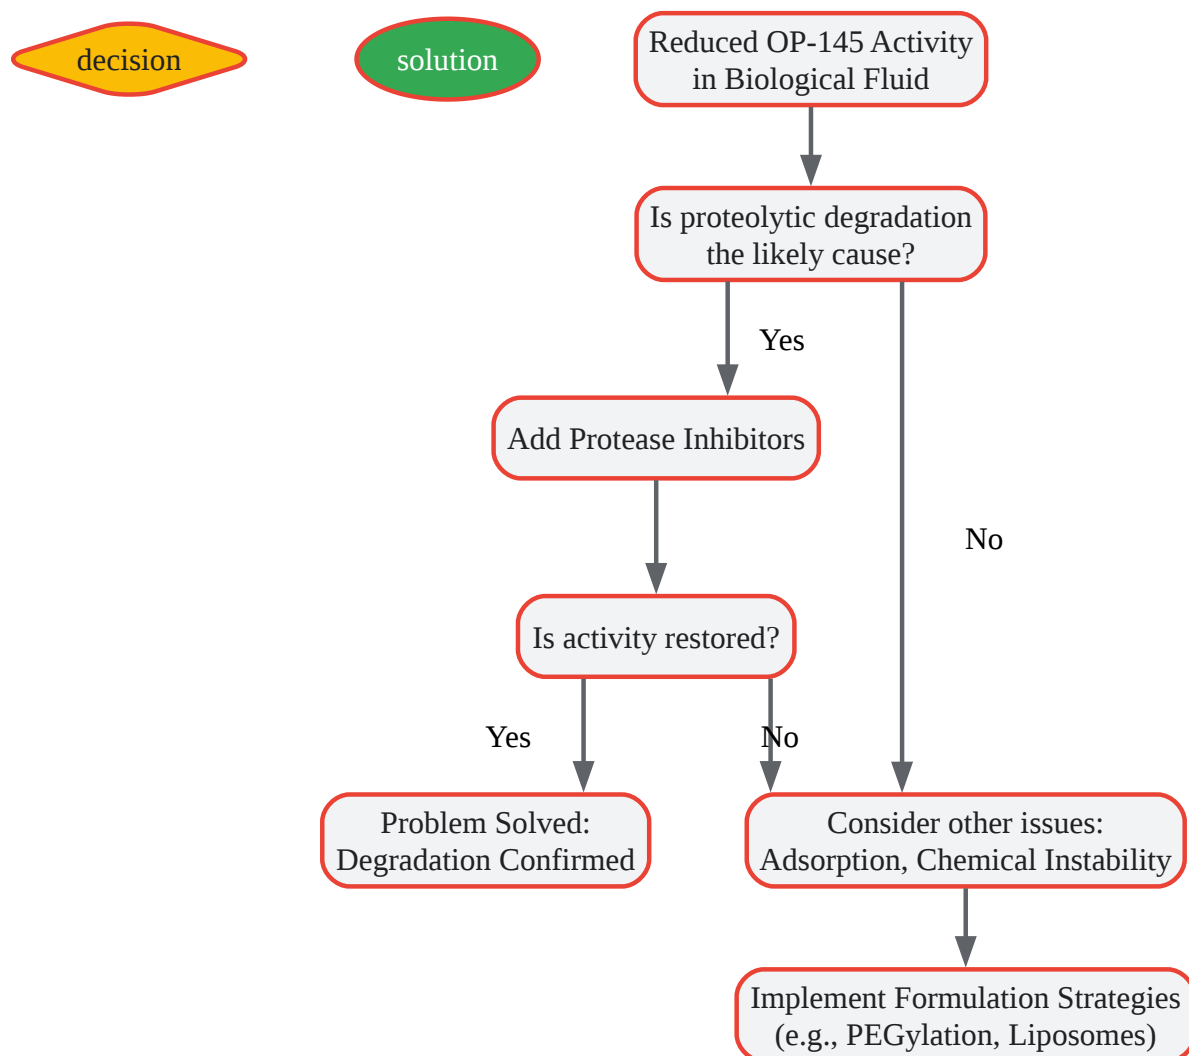 decision
solution
Reduced OP-145 Activity
in Biological Fluid
Is proteolytic degradation
the likely cause?
Yes
Add Protease Inhibitors
No
Is activity restored?
Yes
No
Problem Solved:
Degradation Confirmed
Consider other issues:
Adsorption, Chemical Instability
Implement Formulation Strategies
(e.g., PEGylation, Liposomes)